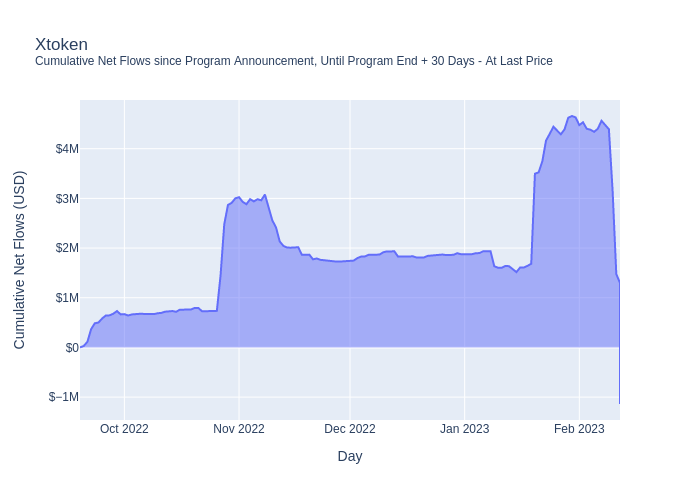 Xtoken
Cumulative Net Flows since Program Announcement, Until Program End + 30 Days - At Last Price
Cumulative Net Flows (USD)
$4M
$3M
$2M
$1M
$0
$−1M
Oct 2022
Nov 2022
Dec 2022
Jan 2023
Feb 2023
Day